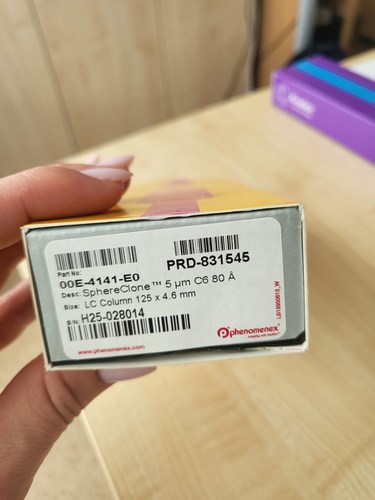 PRD-831545
Part No:
00E-4141-E0
Desc: SphereClone™ 5 µm C6 80 Å
Size: LC Column 125 x 4.6 mm
S/N: H25-028014
phenomenex
www.phenomenex.com